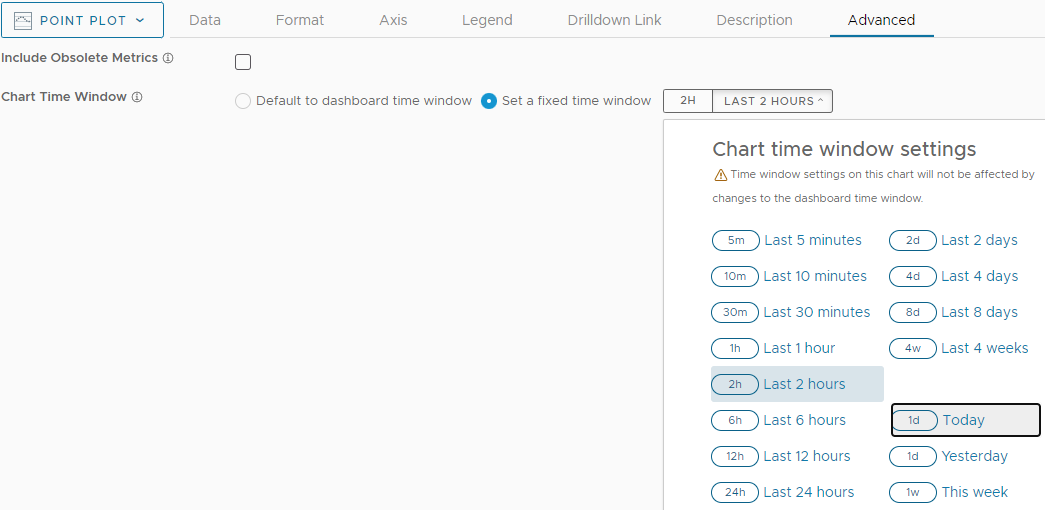 POINT PLOT Data Format Axis Legend Drilldown Link Description Advanced
Include Obsolete Metrics
Chart Time Window Default to dashboard time window Set a fixed time window 2H LAST 2 HOURS
Chart time window settings
Time window settings on this chart will not be affected by
changes to the dashboard time window.
5m Last 5 minutes 2d Last 2 days
10m Last 10 minutes 4d Last 4 days
30m Last 30 minutes 8d Last 8 days
1h Last 1 hour 4w Last 4 weeks
2h Last 2 hours
6h Last 6 hours 1d Today
12h Last 12 hours 1d Yesterday
24h Last 24 hours 1w This week